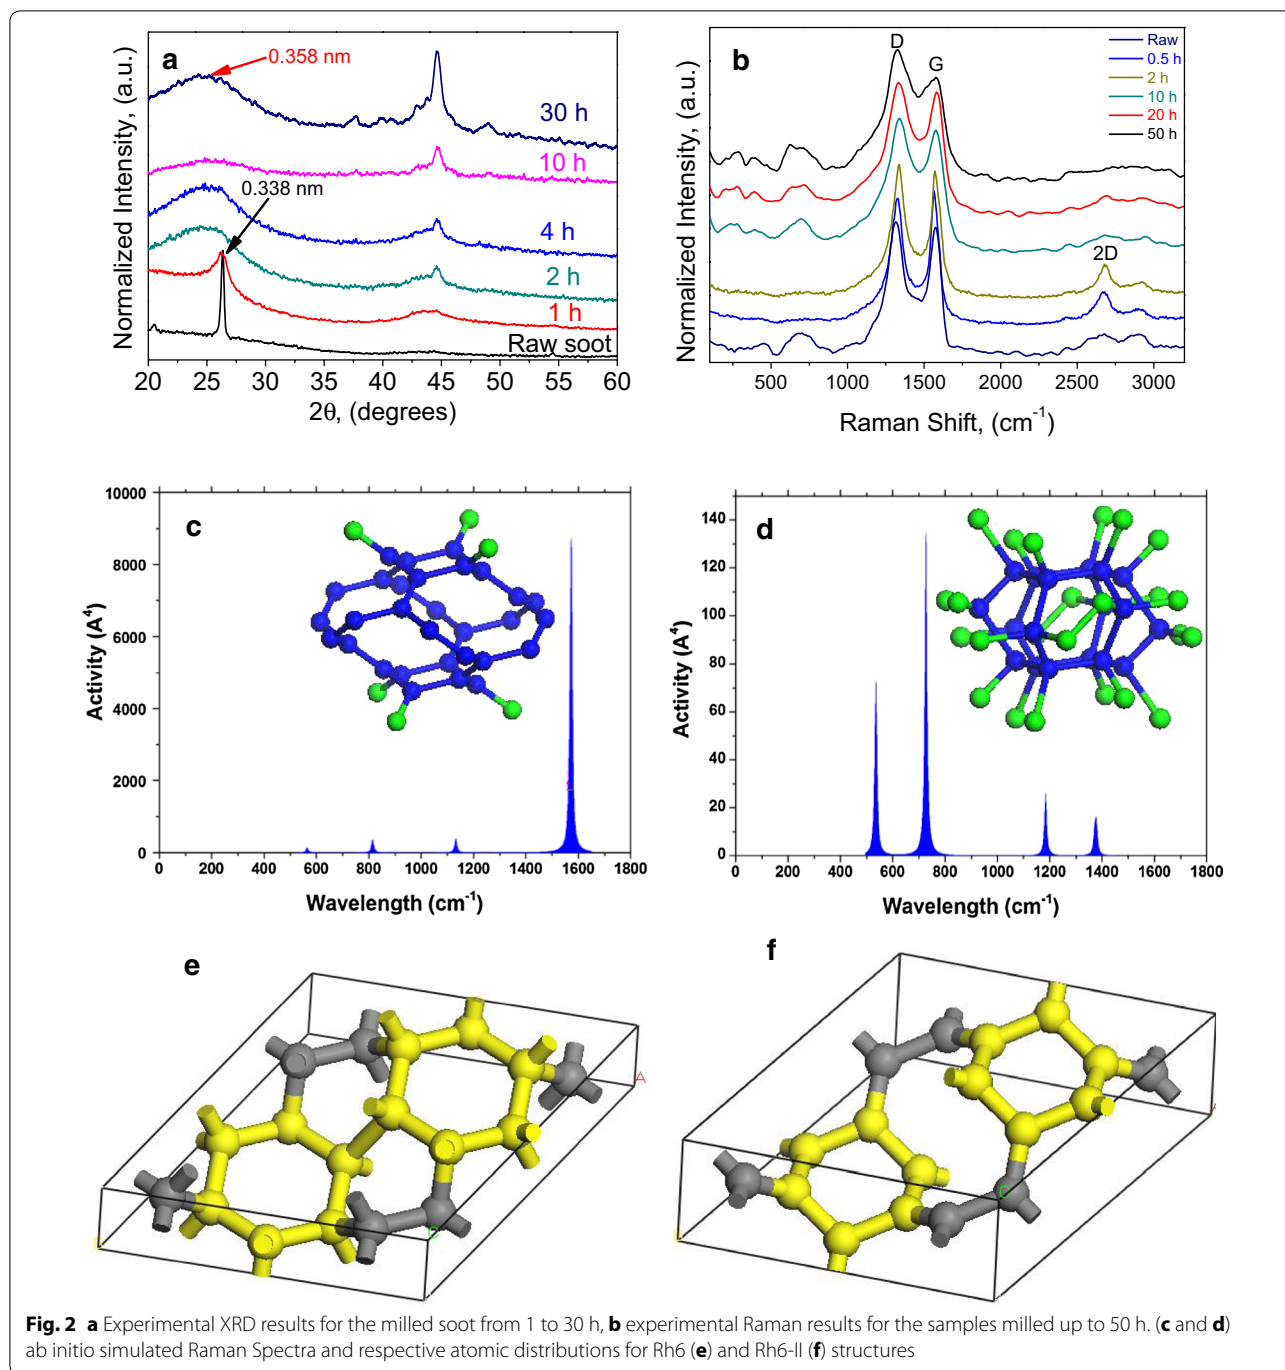 a
0.358 nm
30 h
10 h
0.338 nm
4 h
2 h
1 h
Raw soot
Normalized Intensity, (a.u.)
20 25 30 35 40 45 50 55 60
2θ, (degrees)
b
D
G
2D
Raw
0.5 h
2 h
10 h
20 h
50 h
Normalized Intensity, (a.u.)
500 1000 1500 2000 2500 3000
Raman Shift, (cm⁻¹)
c
10000
8000
6000
4000
2000
0
Activity (A⁴)
0 200 400 600 800 1000 1200 1400 1600 1800
Wavelength (cm⁻¹)
d
140
120
100
80
60
40
20
0
Activity (A⁴)
0 200 400 600 800 1000 1200 1400 1600 1800
Wavelength (cm⁻¹)
e
A
C
f
C
Fig. 2 a Experimental XRD results for the milled soot from 1 to 30 h, b experimental Raman results for the samples milled up to 50 h. (c and d)
ab initio simulated Raman Spectra and respective atomic distributions for Rh6 (e) and Rh6-II (f) structures